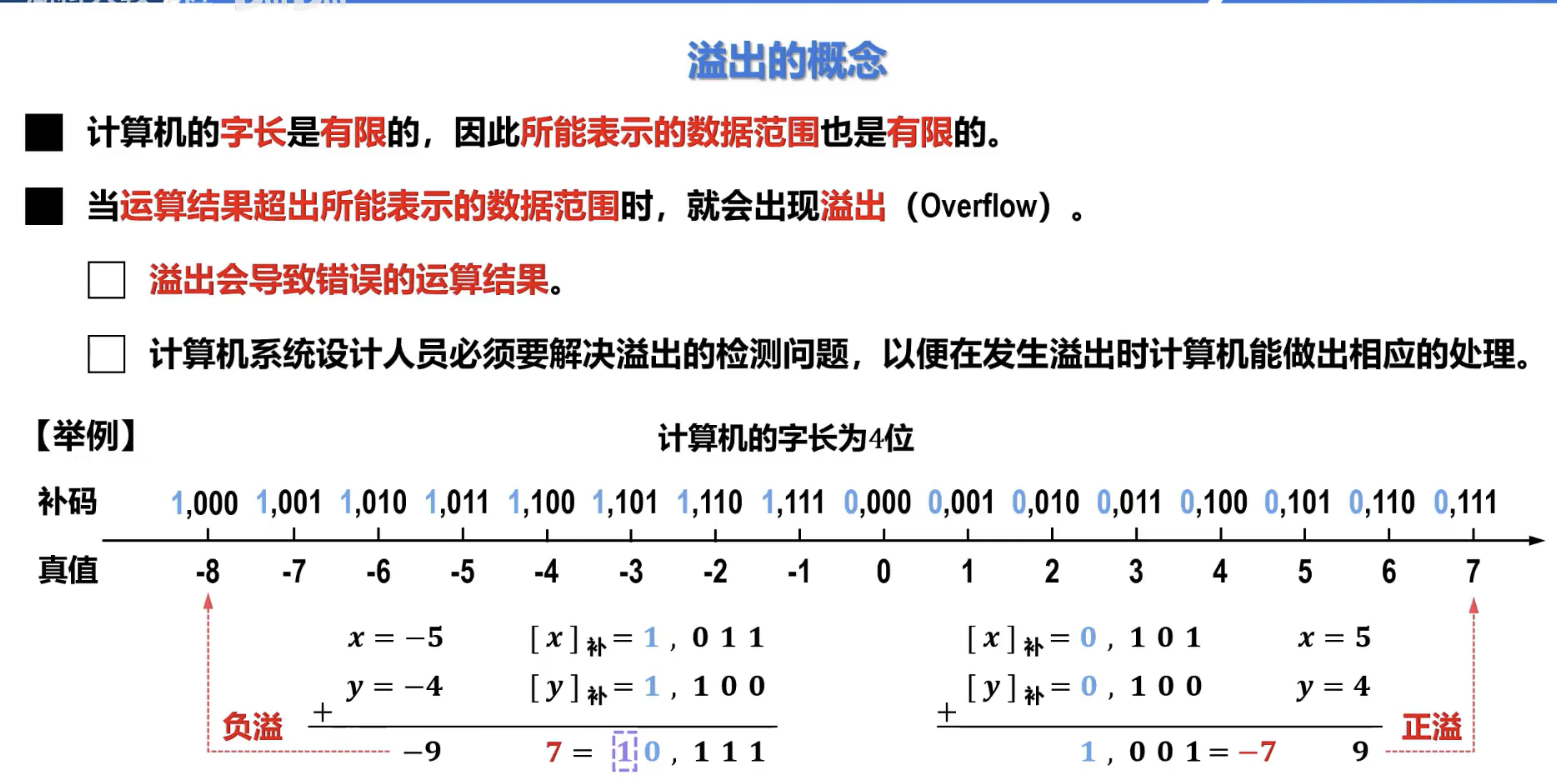 溢出的概念
计算机的字长是有限的，因此所能表示的数据范围也是有限的。
当运算结果超出所能表示的数据范围时，就会出现溢出（Overflow）。
溢出会导致错误的运算结果。
计算机系统设计人员必须要解决溢出的检测问题，以便在发生溢出时计算机能做出相应的处理。
【举例】 计算机的字长为4位
补码 1,000 1,001 1,010 1,011 1,100 1,101 1,110 1,111 0,000 0,001 0,010 0,011 0,100 0,101 0,110 0,111
真值 -8 -7 -6 -5 -4 -3 -2 -1 0 1 2 3 4 5 6 7
x = −5 [x]补 = 1, 0 1 1 [x]补 = 0, 1 0 1 x = 5
y = −4 [y]补 = 1, 1 0 0 [y]补 = 0, 1 0 0 y = 4
负溢 + + 正溢
−9 7 = 1 0, 1 1 1 1, 0 0 1 = −7 9